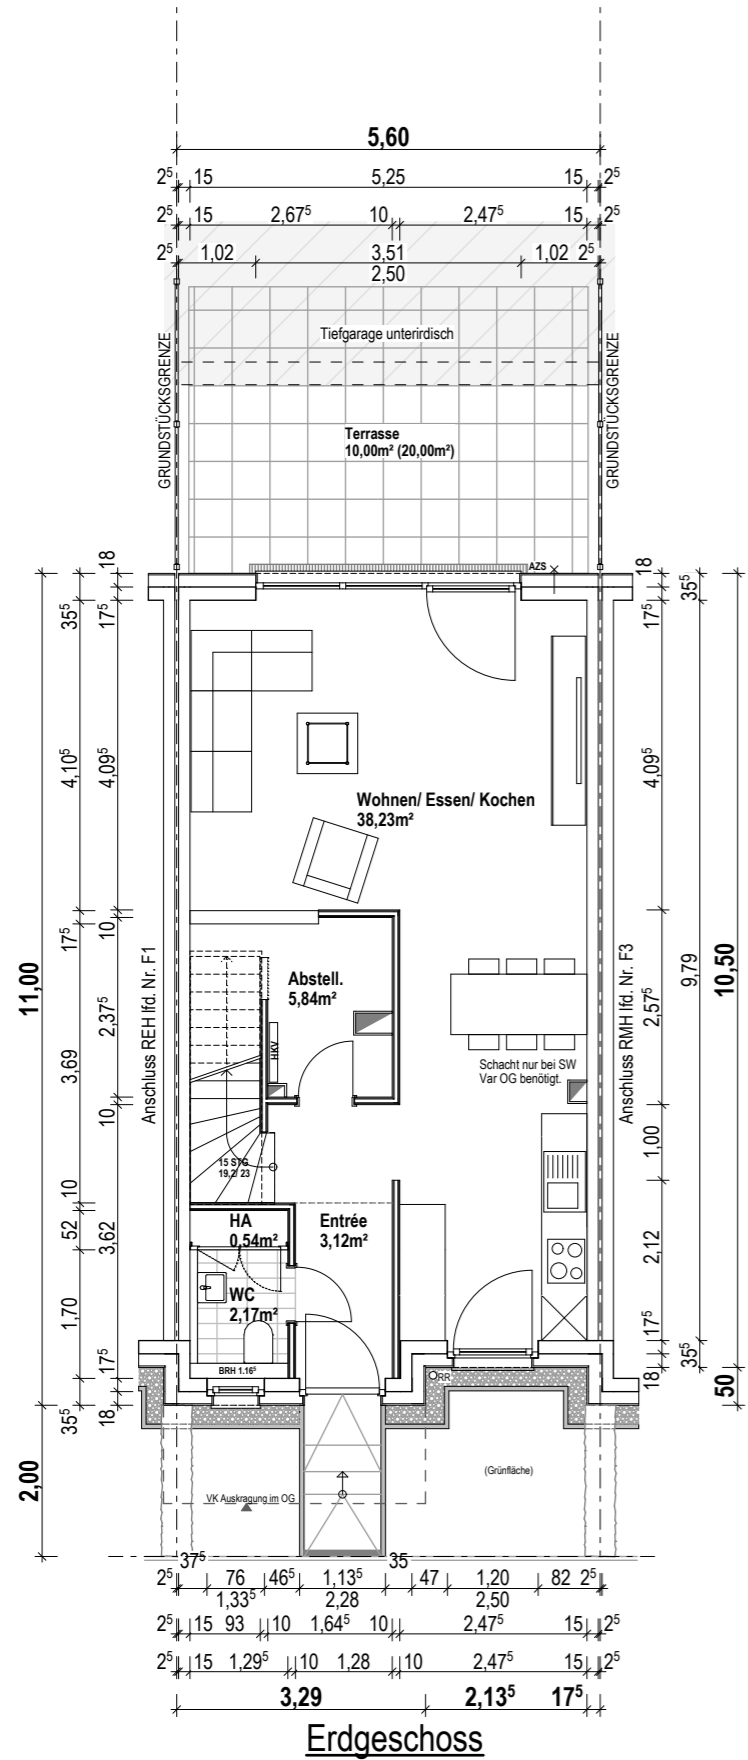 5,60
2⁵ 15 5,25 15 2⁵
2⁵ 15 2,67⁵ 10 2,47⁵ 15 2⁵
2⁵ 1,02 3,51 1,02 2⁵
2,50
Tiefgarage unterirdisch
GRUNDSTÜCKSGRENZE
GRUNDSTÜCKSGRENZE
Terrasse
10,00m² (20,00m²)
AZS
18
35⁵
17⁵
4,10⁵
4,09⁵
17⁵
10
11,00
2,37⁵
3,69
10
10
52
3,62
1,70
17⁵
35⁵
18
2,00
Anschluss REH lfd. Nr. F1
18
35⁵
17⁵
4,09⁵
9,79
10,50
2,57⁵
1,00
2,12
17⁵
35⁵
18
50
Anschluss RMH lfd. Nr. F3
Wohnen/ Essen/ Kochen
38,23m²
Abstell.
5,84m²
HKV
Schacht nur bei SW
Var OG benötigt.
15 STG
19,2/ 23
HA
0,54m²
Entrée
3,12m²
WC
2,17m²
BRH 1.16⁵
RR
(Grünfläche)
VK Auskragung im OG
37⁵ 35
2⁵ 76 46⁵ 1,13⁵ 47 1,20 82 2⁵
1,33⁵ 2,28 2,50
2⁵ 15 93 10 1,64⁵ 10 2,47⁵ 15 2⁵
2⁵ 15 1,29⁵ 10 1,28 10 2,47⁵ 15 2⁵
3,29 2,13⁵ 17⁵
Erdgeschoss